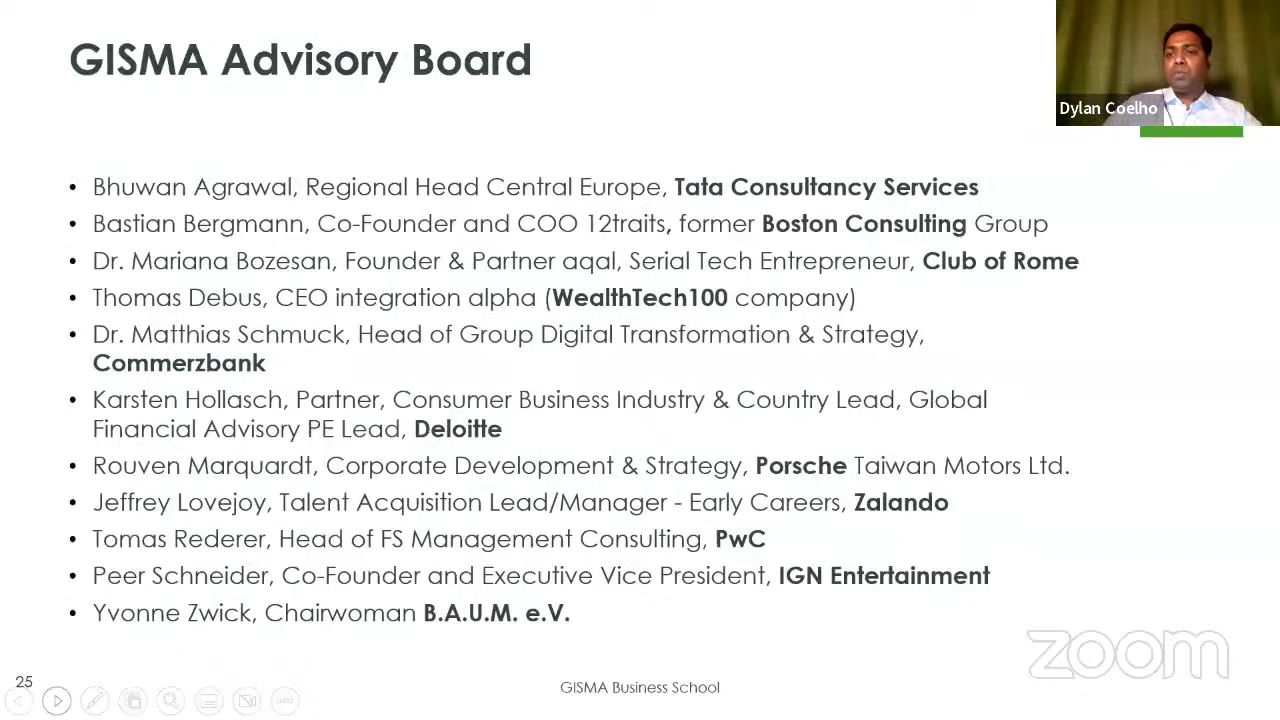 GISMA Advisory Board
Dylan Coelho
• Bhuwan Agrawal, Regional Head Central Europe, Tata Consultancy Services
• Bastian Bergmann, Co-Founder and COO 12traits, former Boston Consulting Group
• Dr. Mariana Bozesan, Founder & Partner aqal, Serial Tech Entrepreneur, Club of Rome
• Thomas Debus, CEO integration alpha (WealthTech100 company)
• Dr. Matthias Schmuck, Head of Group Digital Transformation & Strategy,
Commerzbank
• Karsten Hollasch, Partner, Consumer Business Industry & Country Lead, Global
Financial Advisory PE Lead, Deloitte
• Rouven Marquardt, Corporate Development & Strategy, Porsche Taiwan Motors Ltd.
• Jeffrey Lovejoy, Talent Acquisition Lead/Manager - Early Careers, Zalando
• Tomas Rederer, Head of FS Management Consulting, PwC
• Peer Schneider, Co-Founder and Executive Vice President, IGN Entertainment
• Yvonne Zwick, Chairwoman B.A.U.M. e.V.
zoom
25
GISMA Business School